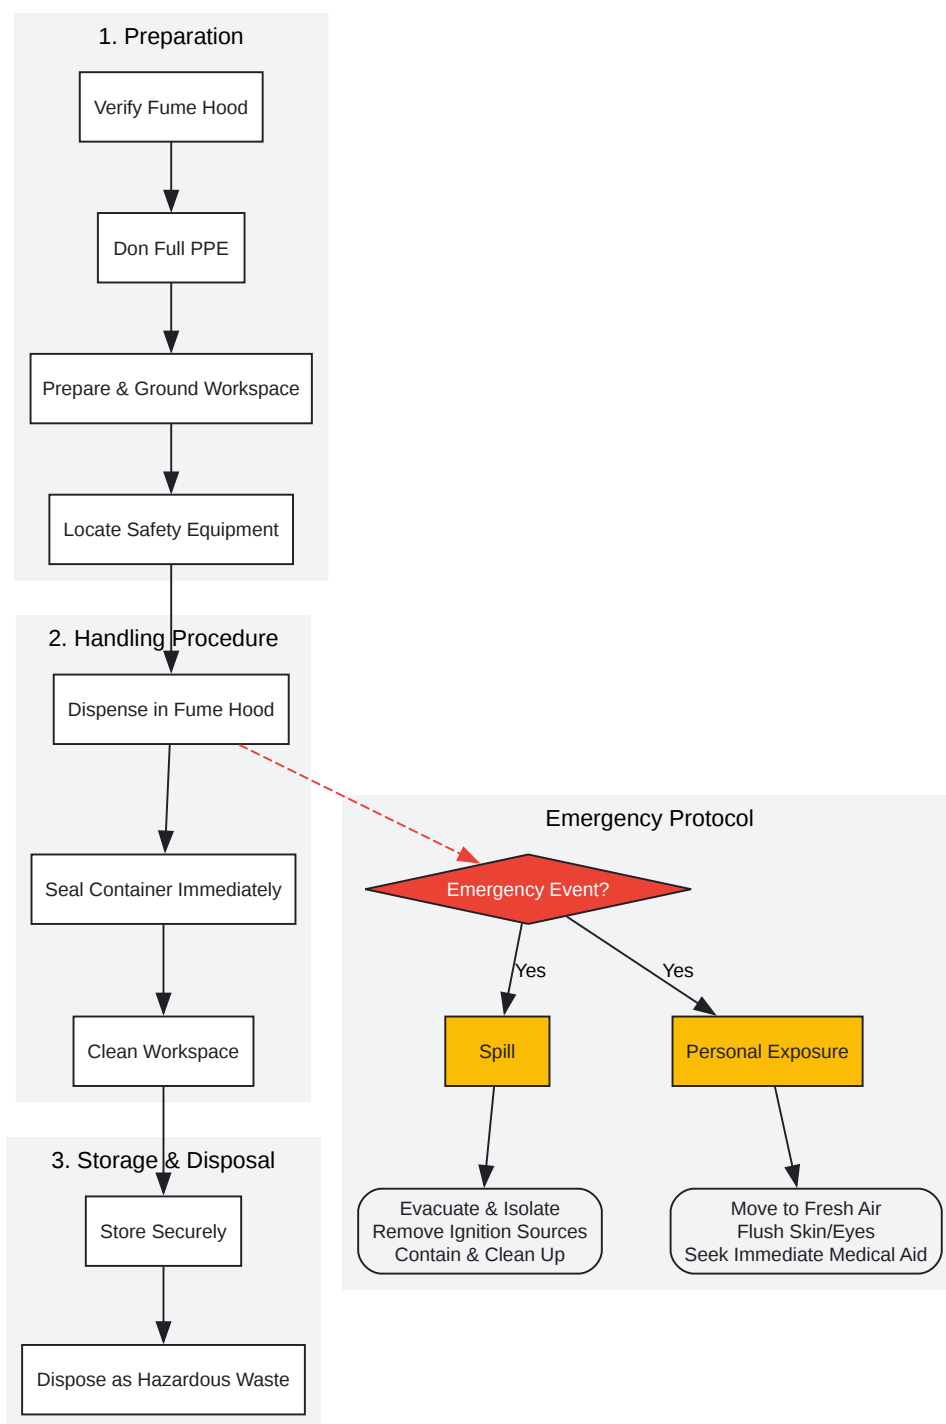 1. Preparation
Verify Fume Hood
Don Full PPE
Prepare & Ground Workspace
Locate Safety Equipment
2. Handling Procedure
Dispense in Fume Hood
Seal Container Immediately
Clean Workspace
3. Storage & Disposal
Store Securely
Dispose as Hazardous Waste
Emergency Protocol
Emergency Event?
Yes
Yes
Spill
Personal Exposure
Evacuate & Isolate
Remove Ignition Sources
Contain & Clean Up
Move to Fresh Air
Flush Skin/Eyes
Seek Immediate Medical Aid